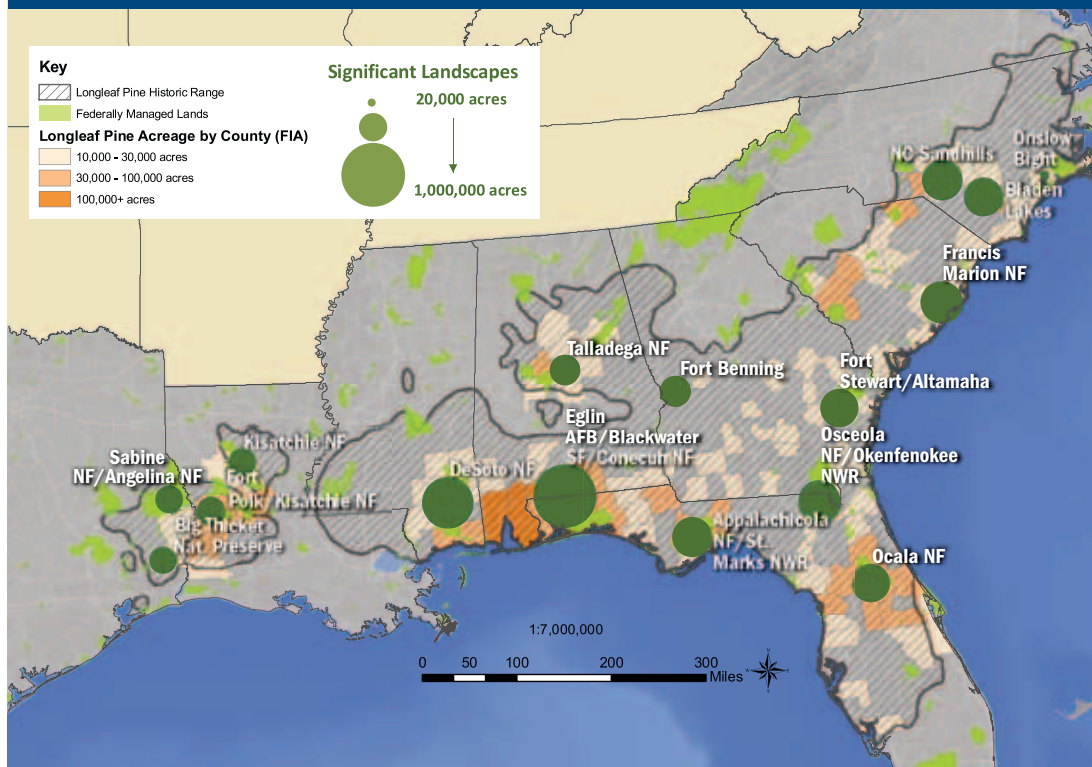 Key
Longleaf Pine Historic Range
Federally Managed Lands
Longleaf Pine Acreage by County (FIA)
10,000 - 30,000 acres
30,000 - 100,000 acres
100,000+ acres
Significant Landscapes
20,000 acres
1,000,000 acres
Onslow
Bight
NC Sandhills
Bladen
Lakes
Francis
Marion NF
Talladega NF
Fort Benning
Fort
Stewart/Altamaha
Eglin
AFB/Blackwater
SF/Conecuh NF
Osceola
NF/Okenfenokee
NWR
Kisatchie NF
Sabine
NF/Angelina NF
DeSoto NF
Fort
Polk/Kisatchie NF
Big Thicket
Nat. Preserve
Appalachicola
NF/St.
Marks NWR
Ocala NF
1:7,000,000
0 50 100 200 300
Miles